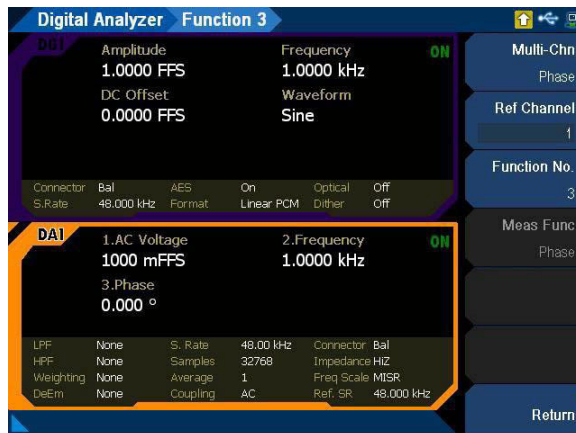 Digital Analyzer Function 3
DG1
Amplitude Frequency ON
1.0000 FFS 1.0000 kHz
DC Offset Waveform
0.0000 FFS Sine
Connector Bal AES On Optical Off
S.Rate 48.000 kHz Format Linear PCM Dither Off
DA1
1.AC Voltage 2.Frequency ON
1000 mFFS 1.0000 kHz
3.Phase
0.000 °
LPF None S. Rate 48.00 kHz Connector Bal
HPF None Samples 32768 Impedance HiZ
Weighting None Average 1 Freq Scale MISR
DeEm None Coupling AC Ref. SR 48.000 kHz
Multi-Chn
Phase
Ref Channel
1
Function No.
3
Meas Func
Phase
Return